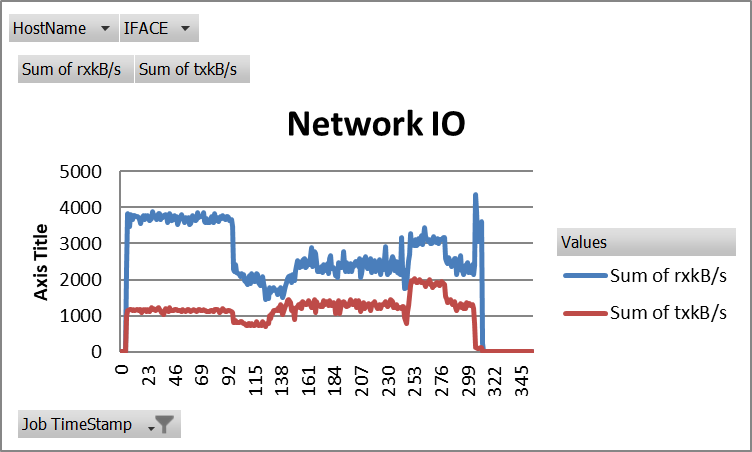 HostName IFACE
Sum of rxkB/s Sum of txkB/s
Network IO
5000
4000
3000
2000
1000
0
Axis Title
0 23 46 69 92 115 138 161 184 207 230 253 276 299 322 345
Values
Sum of rxkB/s
Sum of txkB/s
Job TimeStamp